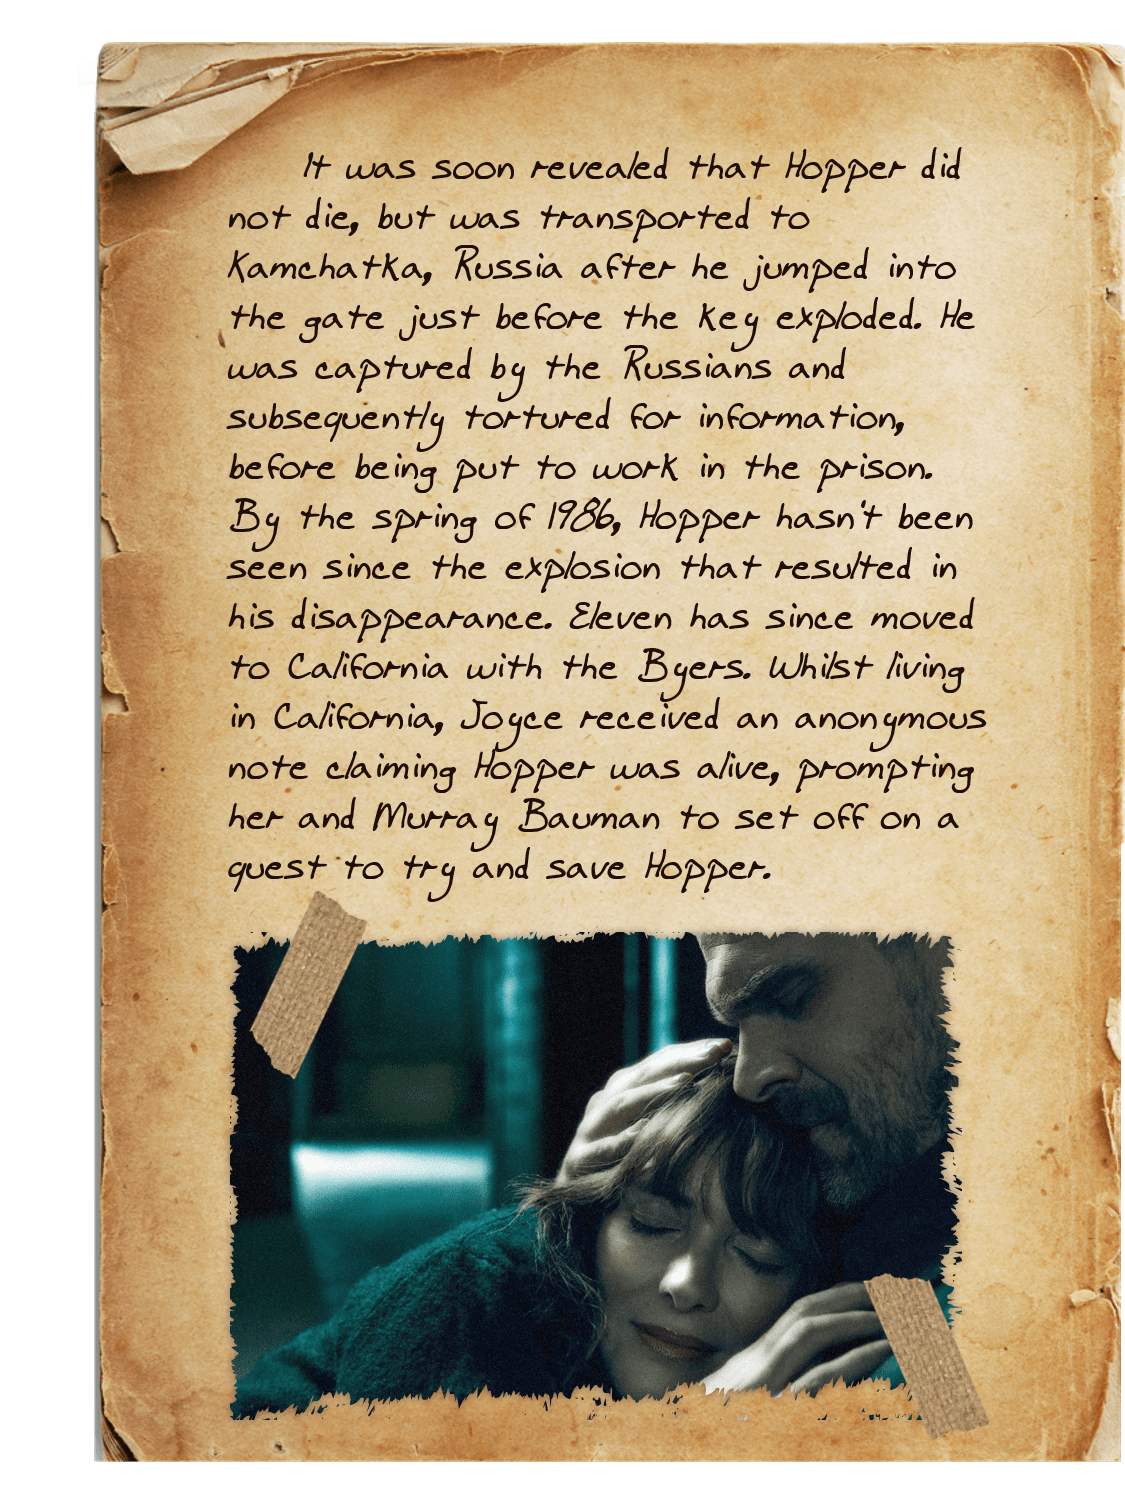 It was soon revealed that Hopper did
not die, but was transported to
Kamchatka, Russia after he jumped into
the gate just before the key exploded. He
was captured by the Russians and
subsequently tortured for information,
before being put to work in the prison.
By the spring of 1986, Hopper hasn't been
seen since the explosion that resulted in
his disappearance. Eleven has since moved
to California with the Byers. Whilst living
in California, Joyce received an anonymous
note claiming Hopper was alive, prompting
her and Murray Bauman to set off on a
quest to try and save Hopper.